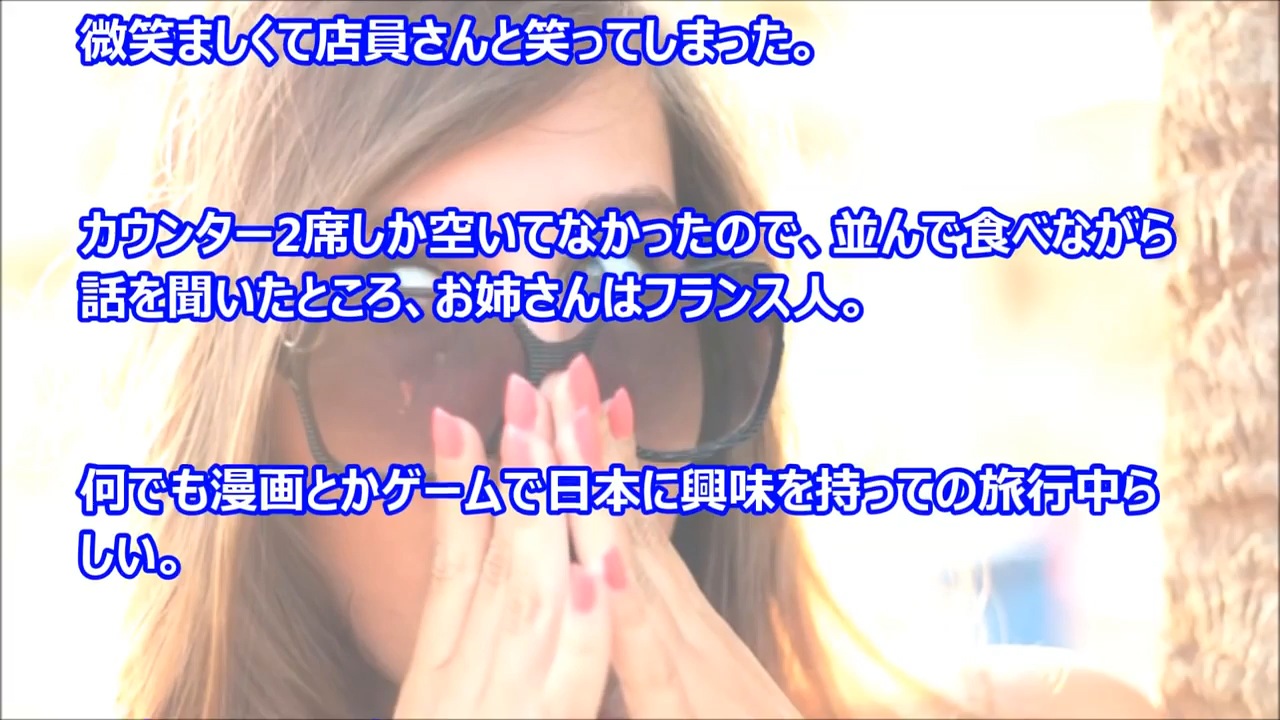 微笑ましくて店員さんと笑ってしまった。
カウンター2席しか空いてなかったので、並んで食べながら
話を聞いたところ、お姉さんはフランス人。
何でも漫画とかゲームで日本に興味を持っての旅行中ら
しい。